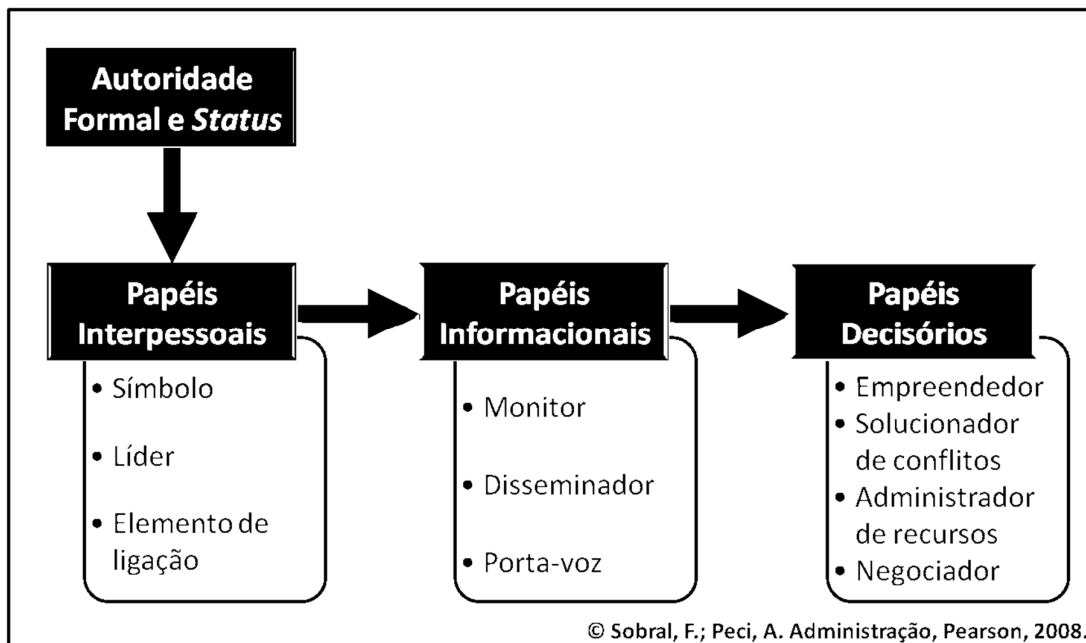 Autoridade
Formal e Status
Papéis
Interpessoais
• Símbolo
• Líder
• Elemento de
ligação
Papéis
Informacionais
• Monitor
• Disseminador
• Porta-voz
Papéis
Decisórios
• Empreendedor
• Solucionador
de conflitos
• Administrador
de recursos
• Negociador
© Sobral, F.; Peci, A. Administração, Pearson, 2008.